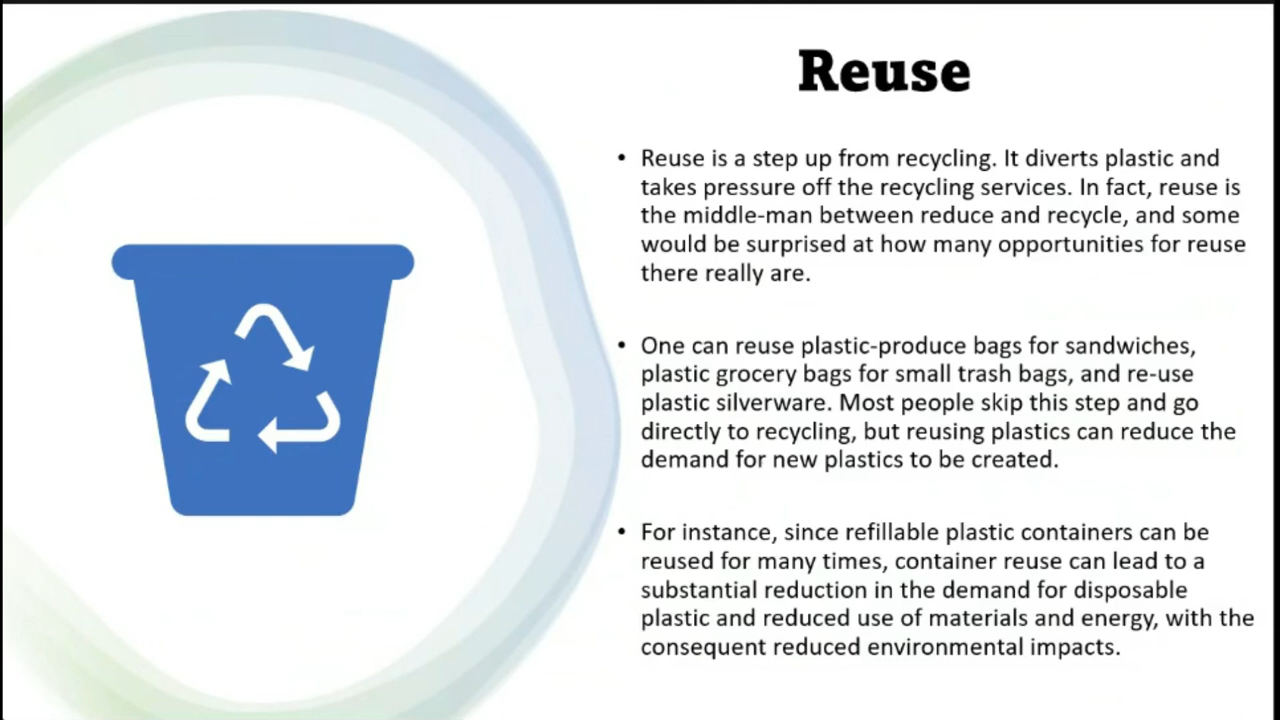 Reuse
• Reuse is a step up from recycling. It diverts plastic and
takes pressure off the recycling services. In fact, reuse is
the middle-man between reduce and recycle, and some
would be surprised at how many opportunities for reuse
there really are.
• One can reuse plastic-produce bags for sandwiches,
plastic grocery bags for small trash bags, and re-use
plastic silverware. Most people skip this step and go
directly to recycling, but reusing plastics can reduce the
demand for new plastics to be created.
• For instance, since refillable plastic containers can be
reused for many times, container reuse can lead to a
substantial reduction in the demand for disposable
plastic and reduced use of materials and energy, with the
consequent reduced environmental impacts.